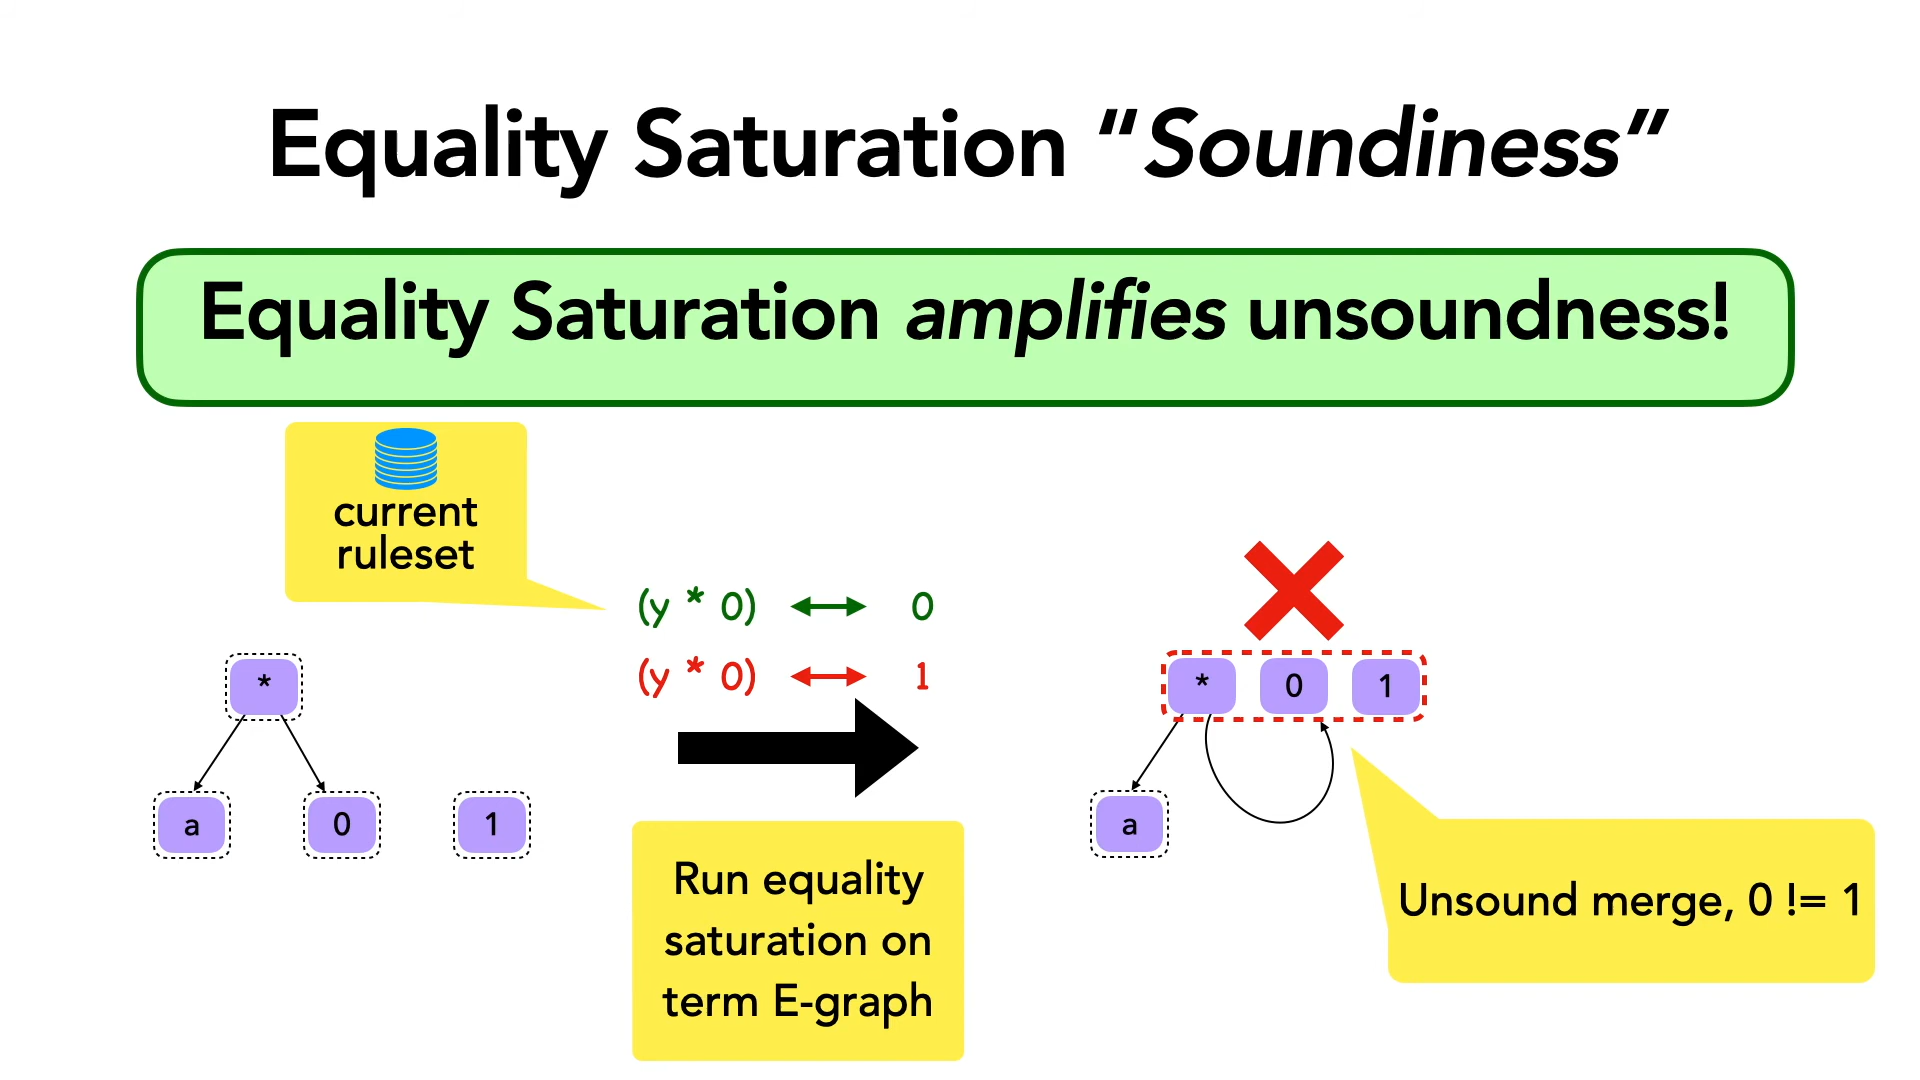 Equality Saturation “Soundiness”
Equality Saturation amplifies unsoundness!
current
ruleset
(y * 0) ⟷ 0
(y * 0) ⟷ 1
*
a 0 1
* 0 1
a
Run equality
saturation on
term E-graph
Unsound merge, 0 != 1